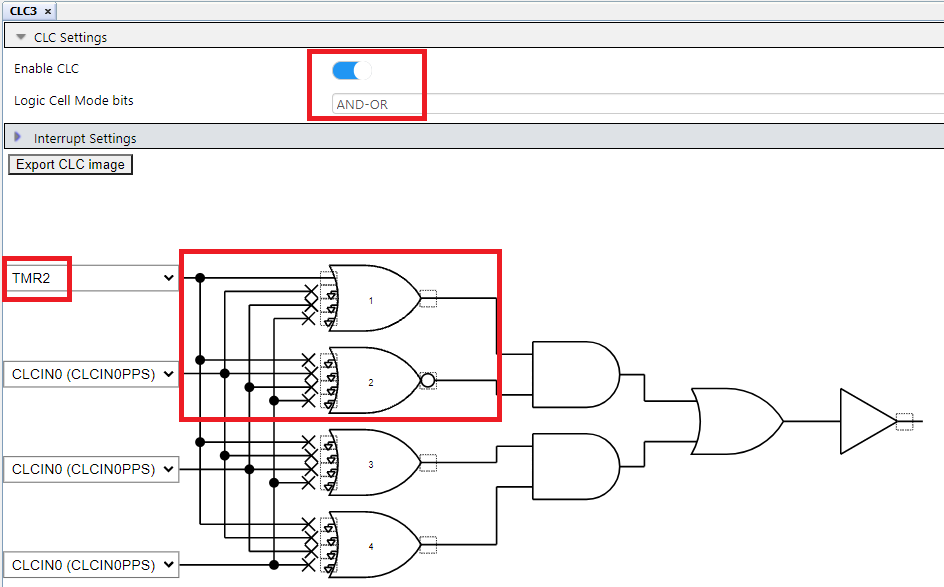 CLC3 ×
CLC Settings
Enable CLC
Logic Cell Mode bits
AND-OR
Interrupt Settings
Export CLC image
TMR2
1
CLCIN0 (CLCIN0PPS)
2
CLCIN0 (CLCIN0PPS)
3
CLCIN0 (CLCIN0PPS)
4